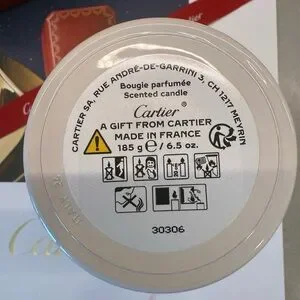 CARTIER SA, RUE ANDRÉ-DE-GARRINI 3, CH 1217 MEYRIN
Bougie parfumée
Scented candle
Cartier
A GIFT FROM CARTIER
MADE IN FRANCE
185 g ℮ / 6.5 oz.
30306